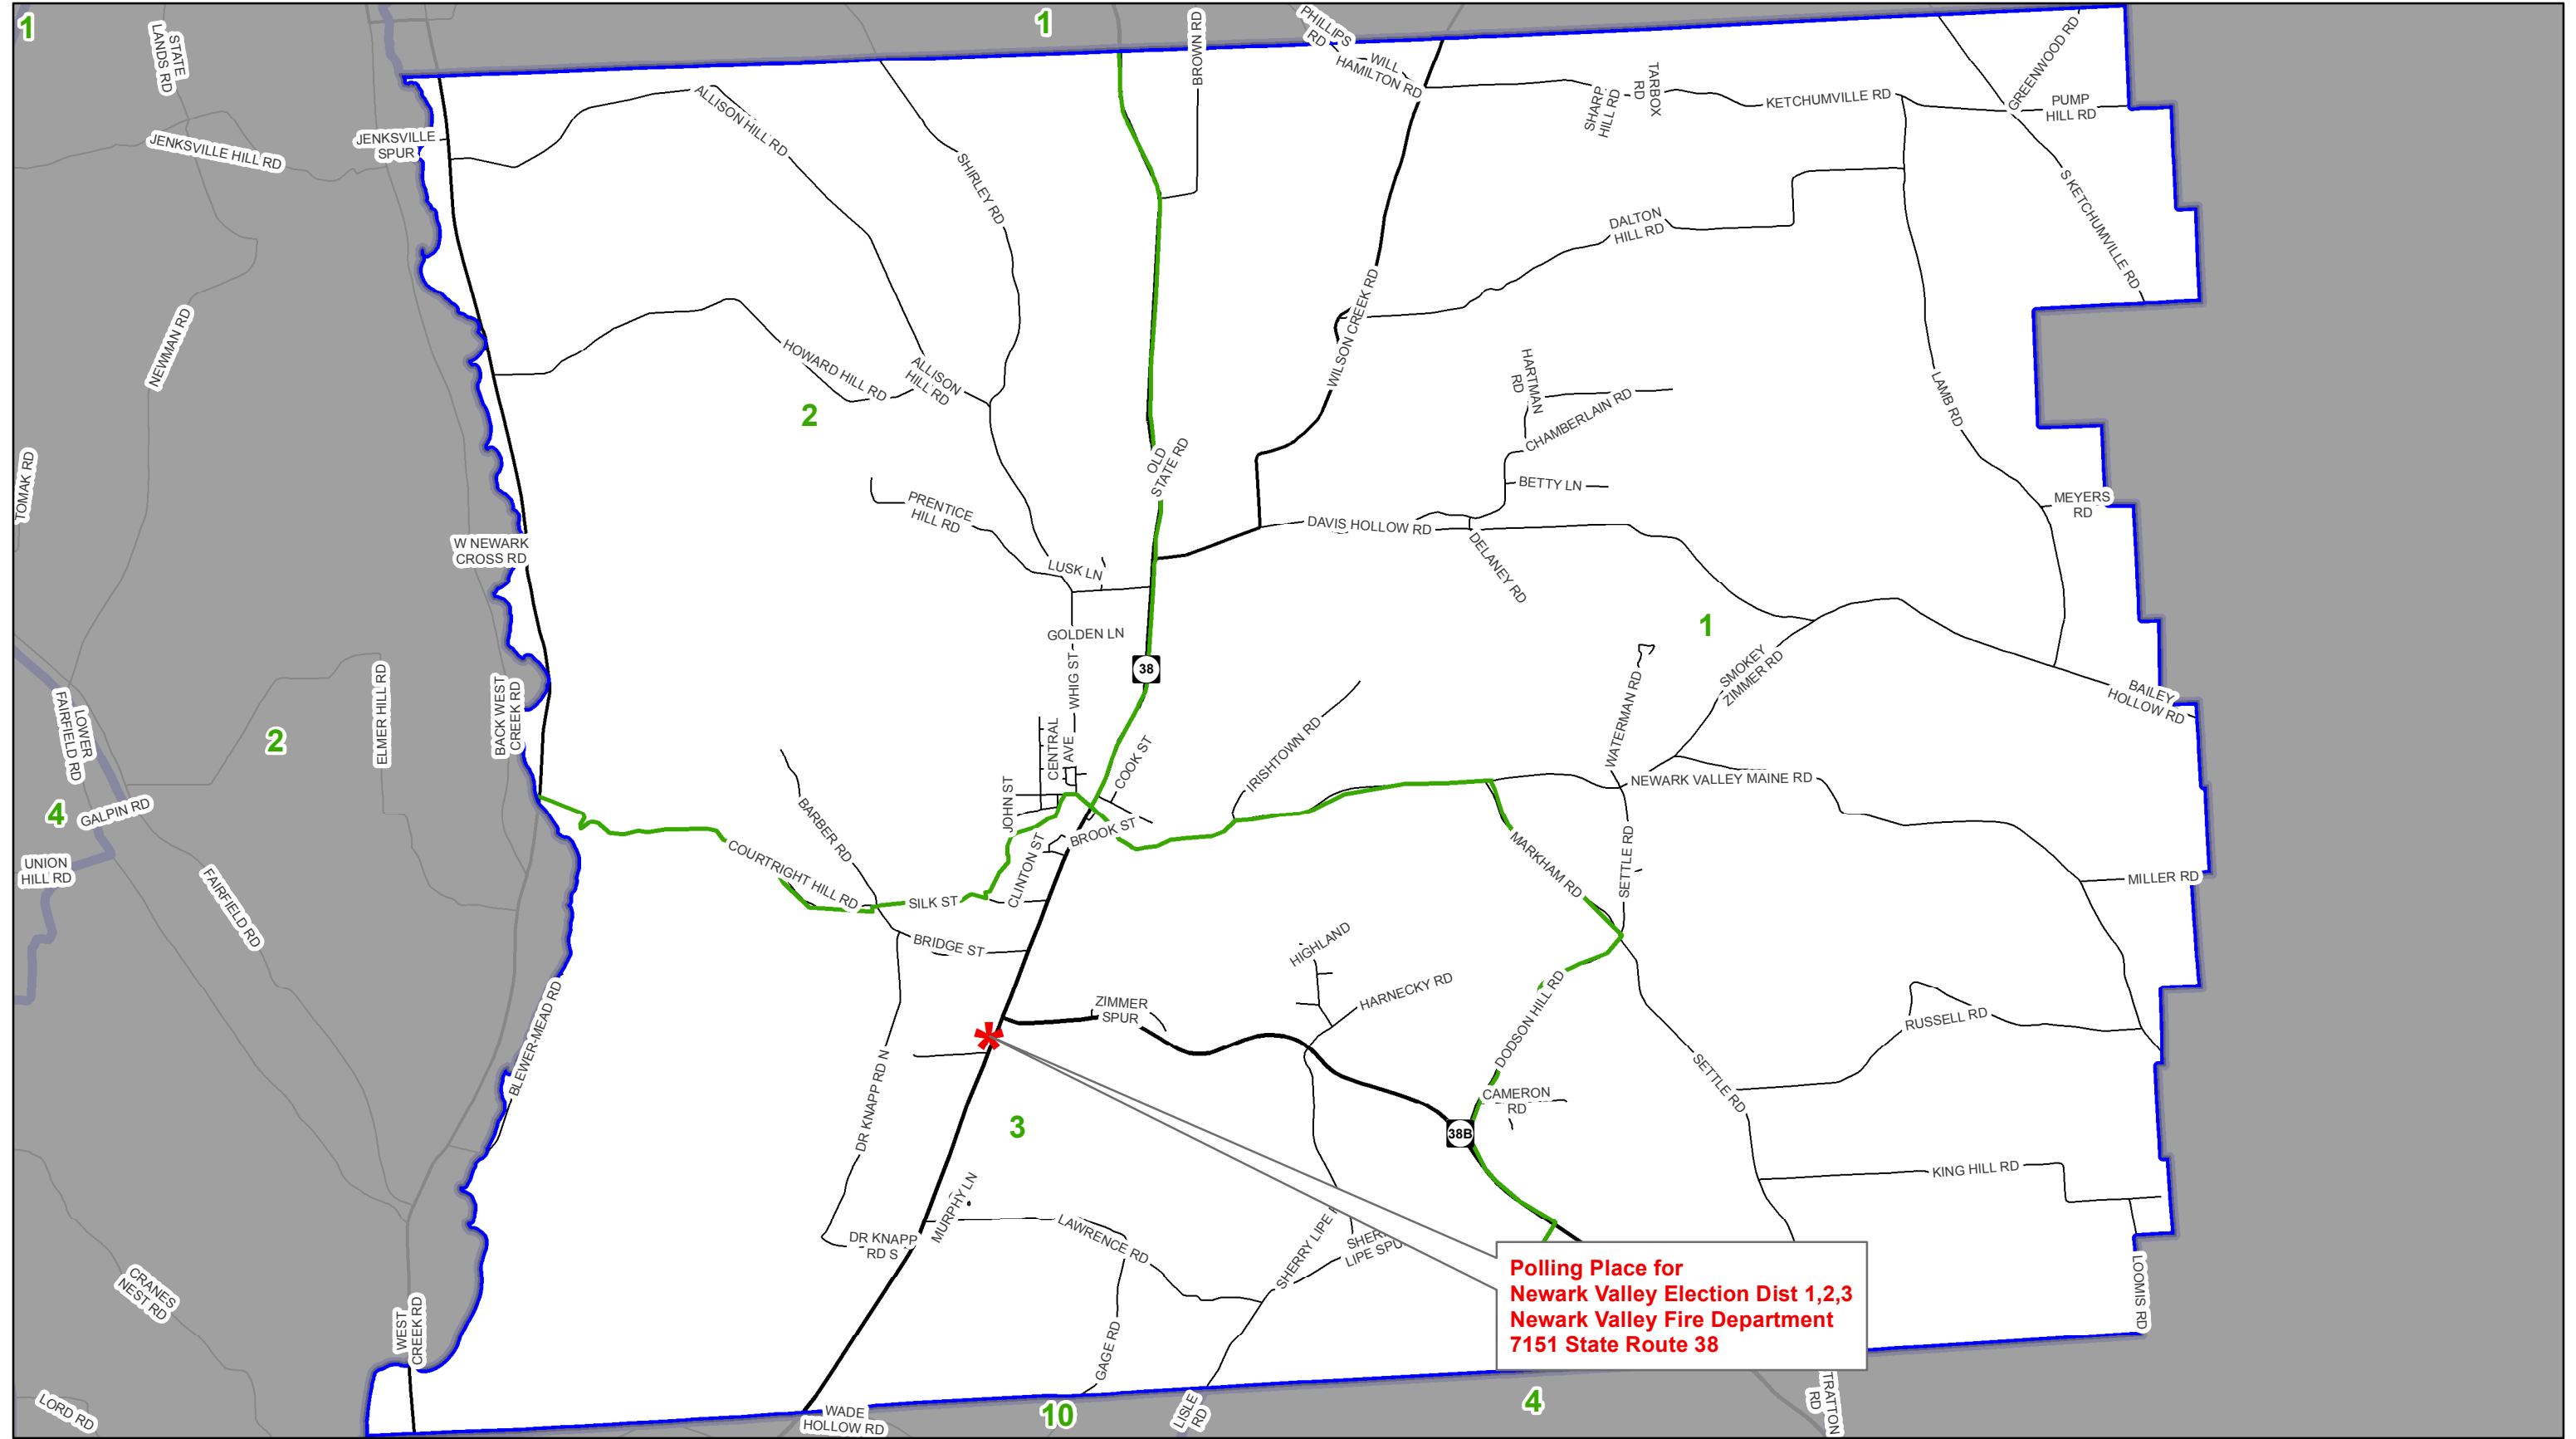 1
1
STATE
LANDS RD
BROWN RD
PHILLIPS
RD
WILL
HAMILTON RD
SHARP
HILL RD
TARBOX
RD
KETCHUMVILLE RD
GREENWOOD RD
PUMP
HILL RD
JENKSVILLE HILL RD
JENKSVILLE
SPUR
ALLISON HILL RD
SHIRLEY RD
S KETCHUMVILLE RD
DALTON
HILL RD
NEWMAN RD
HOWARD HILL RD
ALLISON
HILL RD
WILSON CREEK RD
HARTMAN
RD
CHAMBERLAIN RD
LAMB RD
2
TOMAK RD
OLD
STATE RD
PRENTICE
HILL RD
BETTY LN
MEYERS
RD
W NEWARK
CROSS RD
DAVIS HOLLOW RD
DELANEY RD
LUSK LN
GOLDEN LN
1
38
WHIG ST
SMOKEY
ZIMMER RD
BAILEY
HOLLOW RD
LOWER
FAIRFIELD RD
2
ELMER HILL RD
BACK WEST
CREEK RD
CENTRAL
AVE
COOK ST
IRISHTOWN RD
WATERMAN RD
NEWARK VALLEY MAINE RD
4
GALPIN RD
JOHN ST
BARBER RD
BROOK ST
CLINTON ST
COURTRIGHT HILL RD
SILK ST
MARKHAM RD
SETTLE RD
MILLER RD
UNION
HILL RD
FAIRFIELD RD
BRIDGE ST
HIGHLAND
HARNECKY RD
ZIMMER
SPUR
DODSON HILL RD
RUSSELL RD
BLEWER-MEAD RD
DR KNAPP RD N
SETTLE RD
CAMERON
RD
3
38B
KING HILL RD
MURPHY LN
DR KNAPP
RD S
LAWRENCE RD
SHERRY LIPE
LIPE
CRANES
NEST RD
WEST
CREEK RD
GAGE RD
Polling Place for
Newark Valley Election Dist 1,2,3
Newark Valley Fire Department
7151 State Route 38
LOOMIS RD
LORD RD
WADE
HOLLOW RD
10
LISLE
RD
4
TRATTON
RD